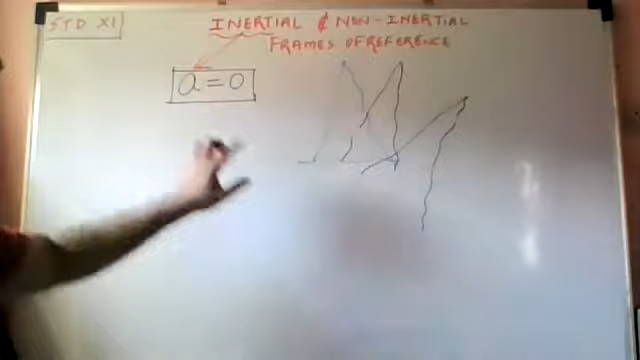 STD XI
INERTIAL & NON-INERTIAL
FRAMES OF REFERENCE
a = 0